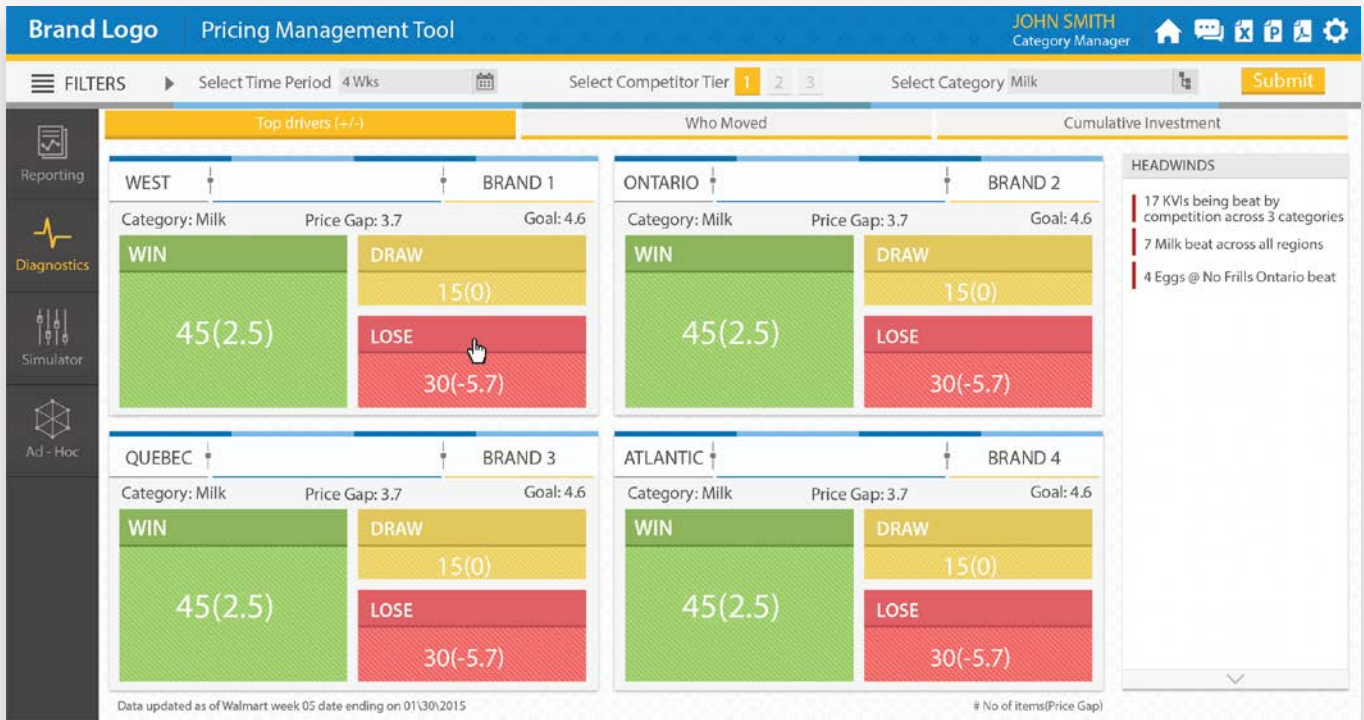 Brand Logo
Pricing Management Tool
JOHN SMITH
Category Manager
FILTERS
Select Time Period 4 Wks
Select Competitor Tier 1 2 3
Select Category Milk
Submit
Reporting
Diagnostics
Simulator
Ad - Hoc
Top drivers (+/-)
Who Moved
Cumulative Investment
WEST
BRAND 1
Category: Milk
Price Gap: 3.7
Goal: 4.6
WIN
45(2.5)
DRAW
15(0)
LOSE
30(-5.7)
ONTARIO
BRAND 2
Category: Milk
Price Gap: 3.7
Goal: 4.6
WIN
45(2.5)
DRAW
15(0)
LOSE
30(-5.7)
QUEBEC
BRAND 3
Category: Milk
Price Gap: 3.7
Goal: 4.6
WIN
45(2.5)
DRAW
15(0)
LOSE
30(-5.7)
ATLANTIC
BRAND 4
Category: Milk
Price Gap: 3.7
Goal: 4.6
WIN
45(2.5)
DRAW
15(0)
LOSE
30(-5.7)
HEADWINDS
17 KVIs being beat by
competition across 3 categories
7 Milk beat across all regions
4 Eggs @ No Frills Ontario beat
Data updated as of Walmart week 05 date ending on 01\30\2015
# No of items(Price Gap)